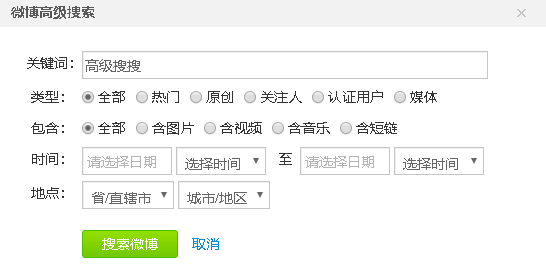 微博高级搜索
关键词： 高级搜搜
类型： 全部 热门 原创 关注人 认证用户 媒体
包含： 全部 含图片 含视频 含音乐 含短链
时间： 请选择日期 选择时间 至 请选择日期 选择时间
地点： 省/直辖市 城市/地区
搜索微博 取消